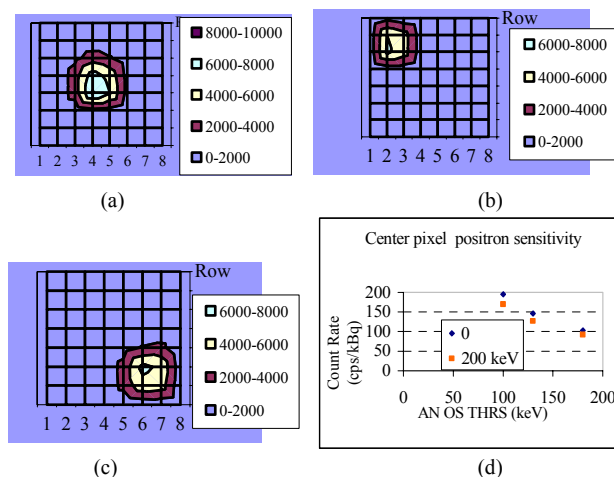 8000-10000
6000-8000
4000-6000
2000-4000
0-2000
1 2 3 4 5 6 7 8
(a)
Row
6000-8000
4000-6000
2000-4000
0-2000
1 2 3 4 5 6 7 8
(b)
Row
6000-8000
4000-6000
2000-4000
0-2000
1 2 3 4 5 6 7 8
(c)
Center pixel positron sensitivity
Count Rate
(cps/kBq)
200
150
100
50
0
0
200 keV
0 50 100 150 200
AN OS THRS (keV)
(d)